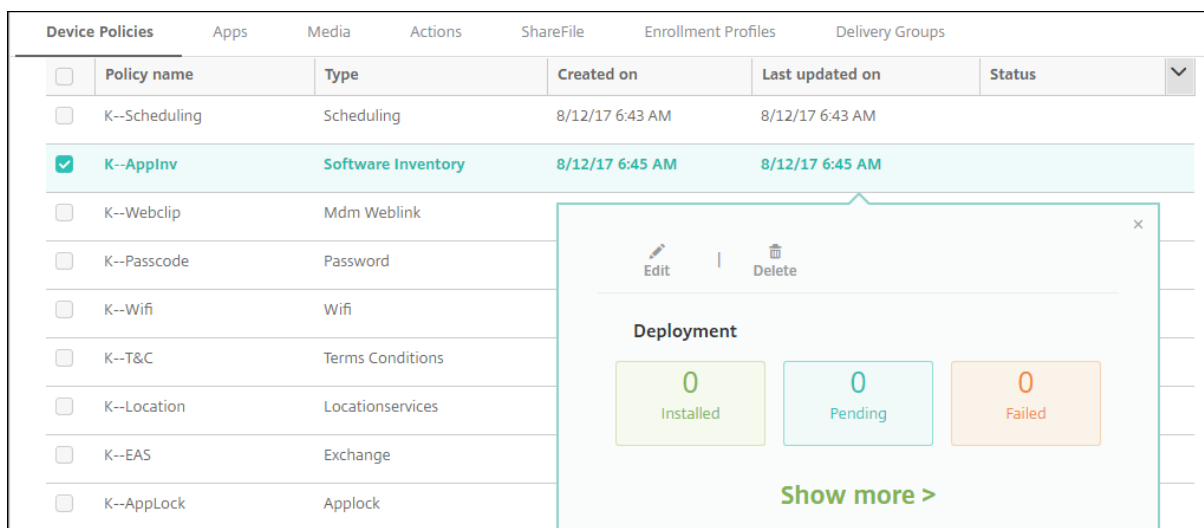 Device Policies Apps Media Actions ShareFile Enrollment Profiles Delivery Groups
Policy name Type Created on Last updated on Status
K--Scheduling Scheduling 8/12/17 6:43 AM 8/12/17 6:43 AM
K--AppInv Software Inventory 8/12/17 6:45 AM 8/12/17 6:45 AM
K--Webclip Mdm Weblink
K--Passcode Password
K--Wifi Wifi
K--T&C Terms Conditions
K--Location Locationservices
K--EAS Exchange
K--AppLock Applock
×
Edit | Delete
Deployment
0 0 0
Installed Pending Failed
Show more >